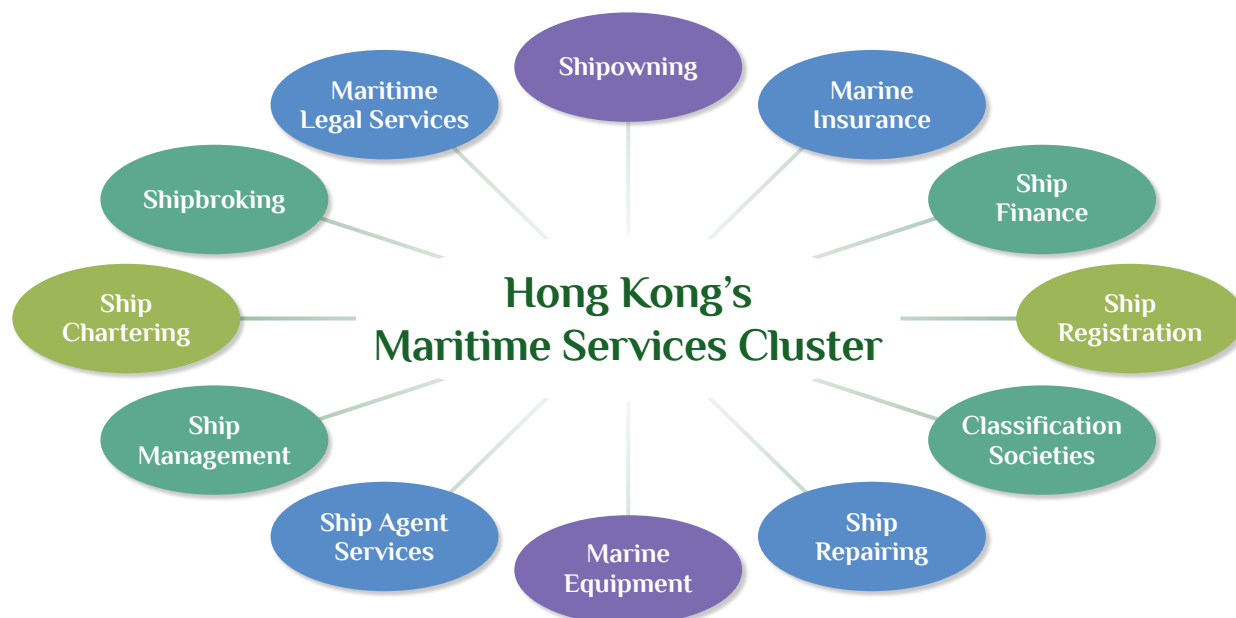 Shipowning
Maritime
Legal Services
Marine
Insurance
Shipbroking
Ship
Finance
Hong Kong's
Maritime Services Cluster
Ship
Chartering
Ship
Registration
Ship
Management
Classification
Societies
Ship Agent
Services
Marine
Equipment
Ship
Repairing